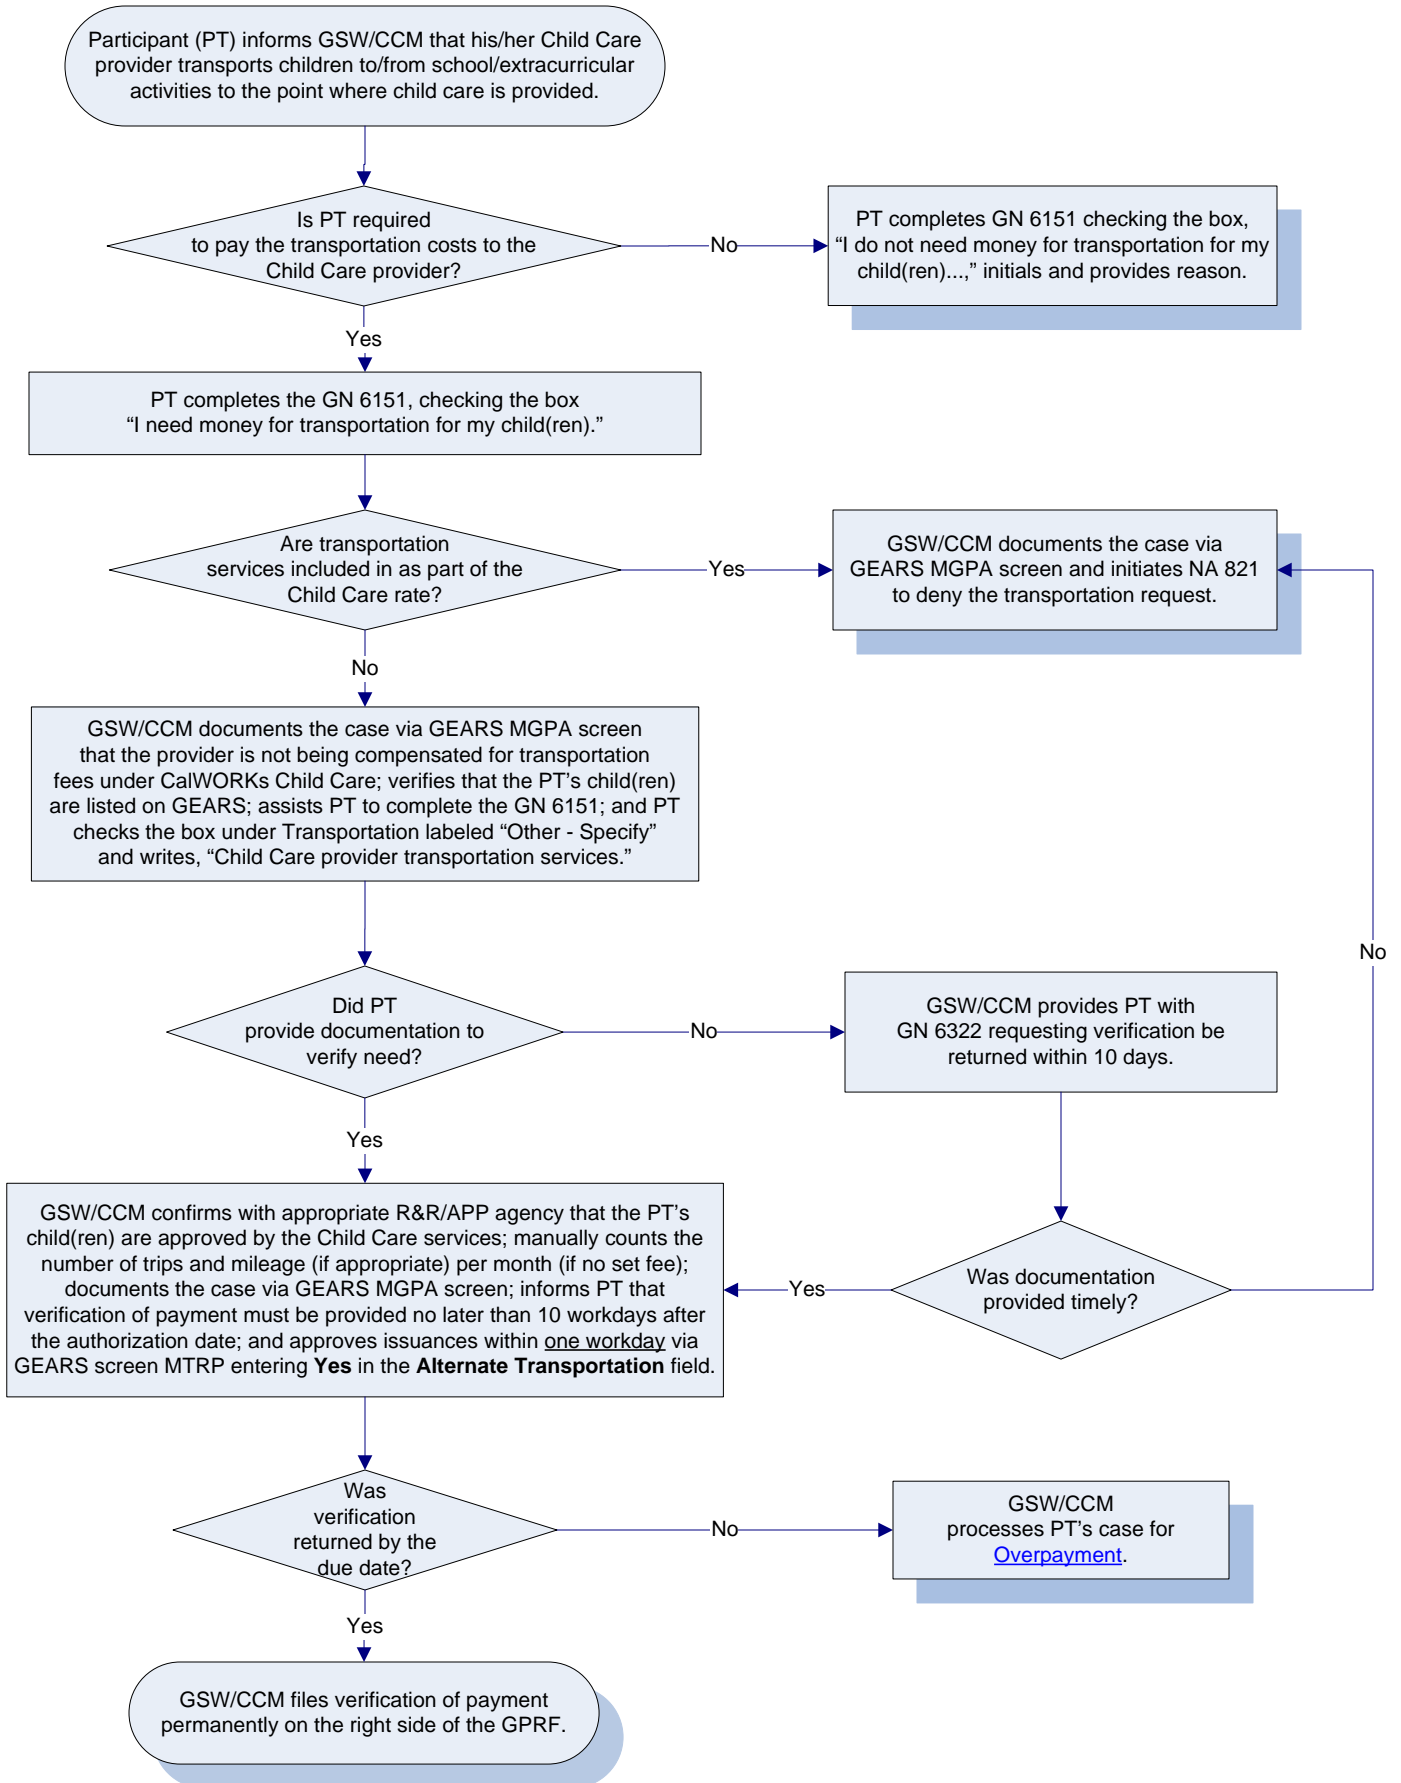 Participant (PT) informs GSW/CCM that his/her Child Care
provider transports children to/from school/extracurricular
activities to the point where child care is provided.
Is PT required
to pay the transportation costs to the
Child Care provider?
No
PT completes GN 6151 checking the box,
“I do not need money for transportation for my
child(ren)...,” initials and provides reason.
Yes
PT completes the GN 6151, checking the box
“I need money for transportation for my child(ren).”
Are transportation
services included in as part of the
Child Care rate?
Yes
GSW/CCM documents the case via
GEARS MGPA screen and initiates NA 821
to deny the transportation request.
No
GSW/CCM documents the case via GEARS MGPA screen
that the provider is not being compensated for transportation
fees under CalWORKs Child Care; verifies that the PT’s child(ren)
are listed on GEARS; assists PT to complete the GN 6151; and PT
checks the box under Transportation labeled “Other - Specify”
and writes, “Child Care provider transportation services.”
No
Did PT
provide documentation to
verify need?
No
GSW/CCM provides PT with
GN 6322 requesting verification be
returned within 10 days.
Yes
GSW/CCM confirms with appropriate R&R/APP agency that the PT’s
child(ren) are approved by the Child Care services; manually counts the
number of trips and mileage (if appropriate) per month (if no set fee);
documents the case via GEARS MGPA screen; informs PT that
verification of payment must be provided no later than 10 workdays after
the authorization date; and approves issuances within one workday via
GEARS screen MTRP entering Yes in the Alternate Transportation field.
Yes
Was documentation
provided timely?
Was
verification
returned by the
due date?
No
GSW/CCM
processes PT’s case for
Overpayment.
Yes
GSW/CCM files verification of payment
permanently on the right side of the GPRF.